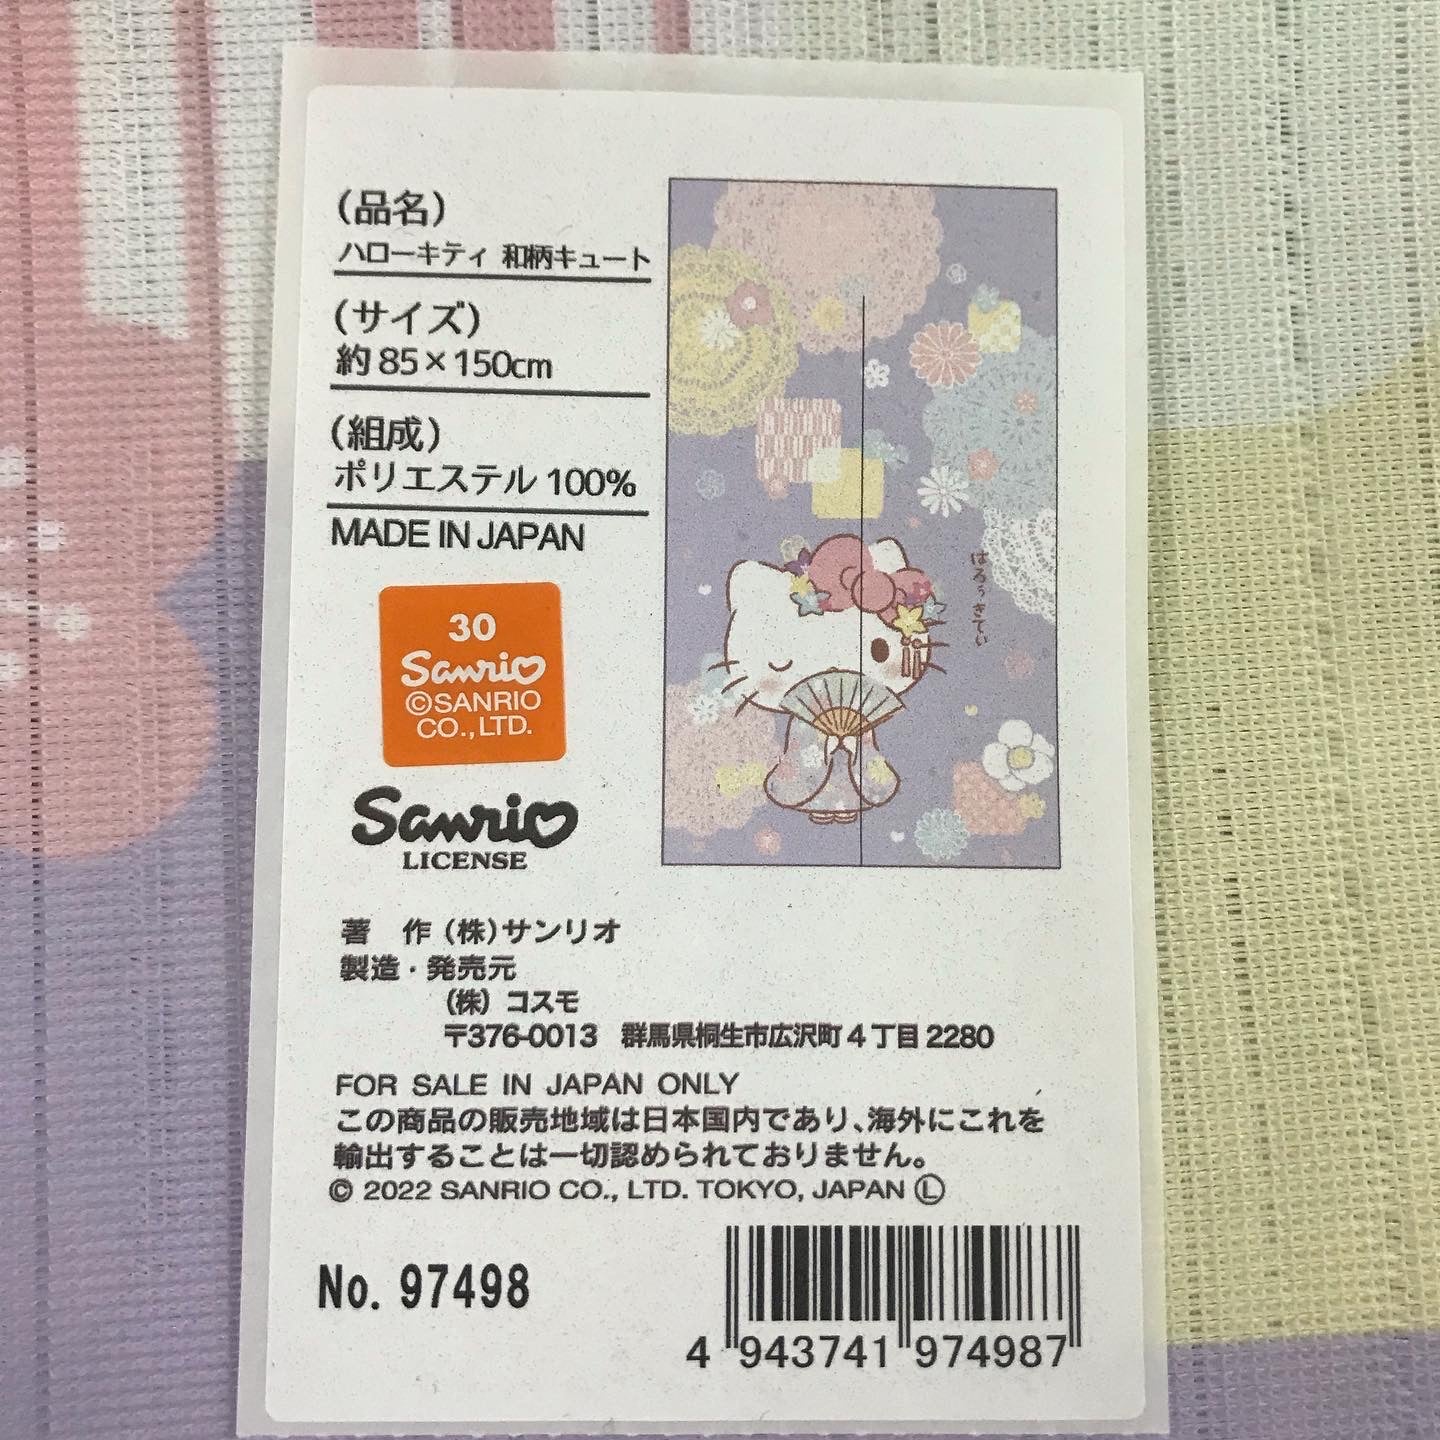 (品名)
ハローキティ 和柄キュート
(サイズ)
約85×150cm
(組成)
ポリエステル100%
MADE IN JAPAN
はろぅきてぃ
30
Sanrio
©SANRIO
CO.,LTD.
Sanrio
LICENSE
著 作 (株)サンリオ
製造・発売元
(株) コスモ
〒376-0013 群馬県桐生市広沢町4丁目2280
FOR SALE IN JAPAN ONLY
この商品の販売地域は日本国内であり、海外にこれを
輸出することは一切認められておりません。
© 2022 SANRIO CO., LTD. TOKYO, JAPAN Ⓛ
No. 97498
4 943741 974987